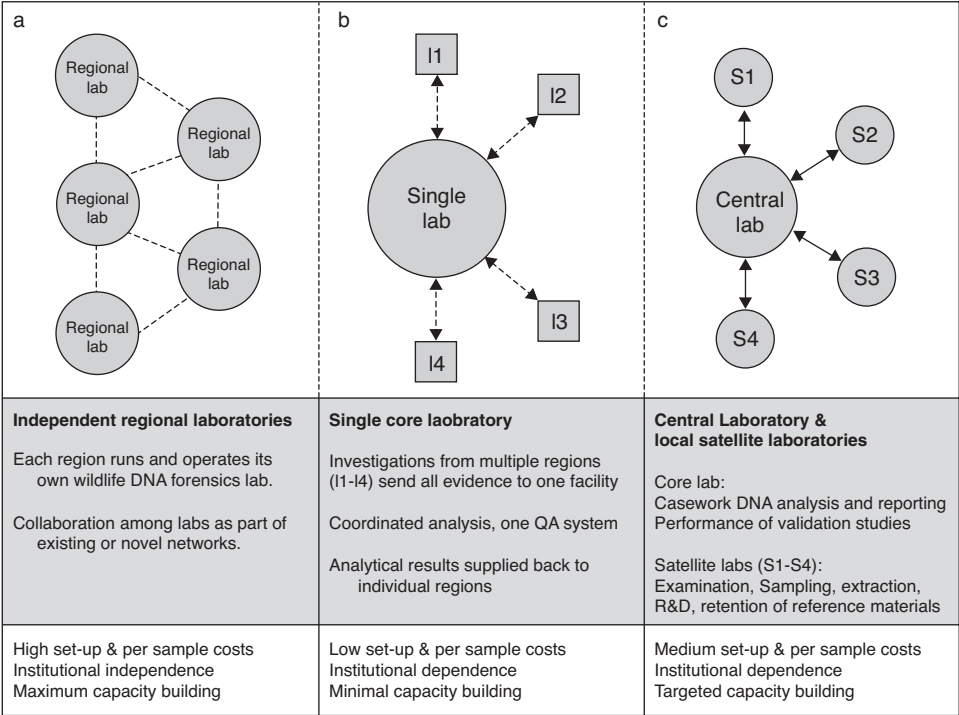 a
Regional
lab
Regional
lab
Regional
lab
Regional
lab
Regional
lab
Independent regional laboratories
Each region runs and operates its
own wildlife DNA forensics lab.
Collaboration among labs as part of
existing or novel networks.
High set-up & per sample costs
Institutional independence
Maximum capacity building
b
I1
I2
Single
lab
I3
I4
Single core laobratory
Investigations from multiple regions
(I1-I4) send all evidence to one facility
Coordinated analysis, one QA system
Analytical results supplied back to
individual regions
Low set-up & per sample costs
Institutional dependence
Minimal capacity building
c
S1
S2
Central
lab
S3
S4
Central Laboratory &
local satellite laboratories
Core lab:
Casework DNA analysis and reporting
Performance of validation studies
Satellite labs (S1-S4):
Examination, Sampling, extraction,
R&D, retention of reference materials
Medium set-up & per sample costs
Institutional dependence
Targeted capacity building